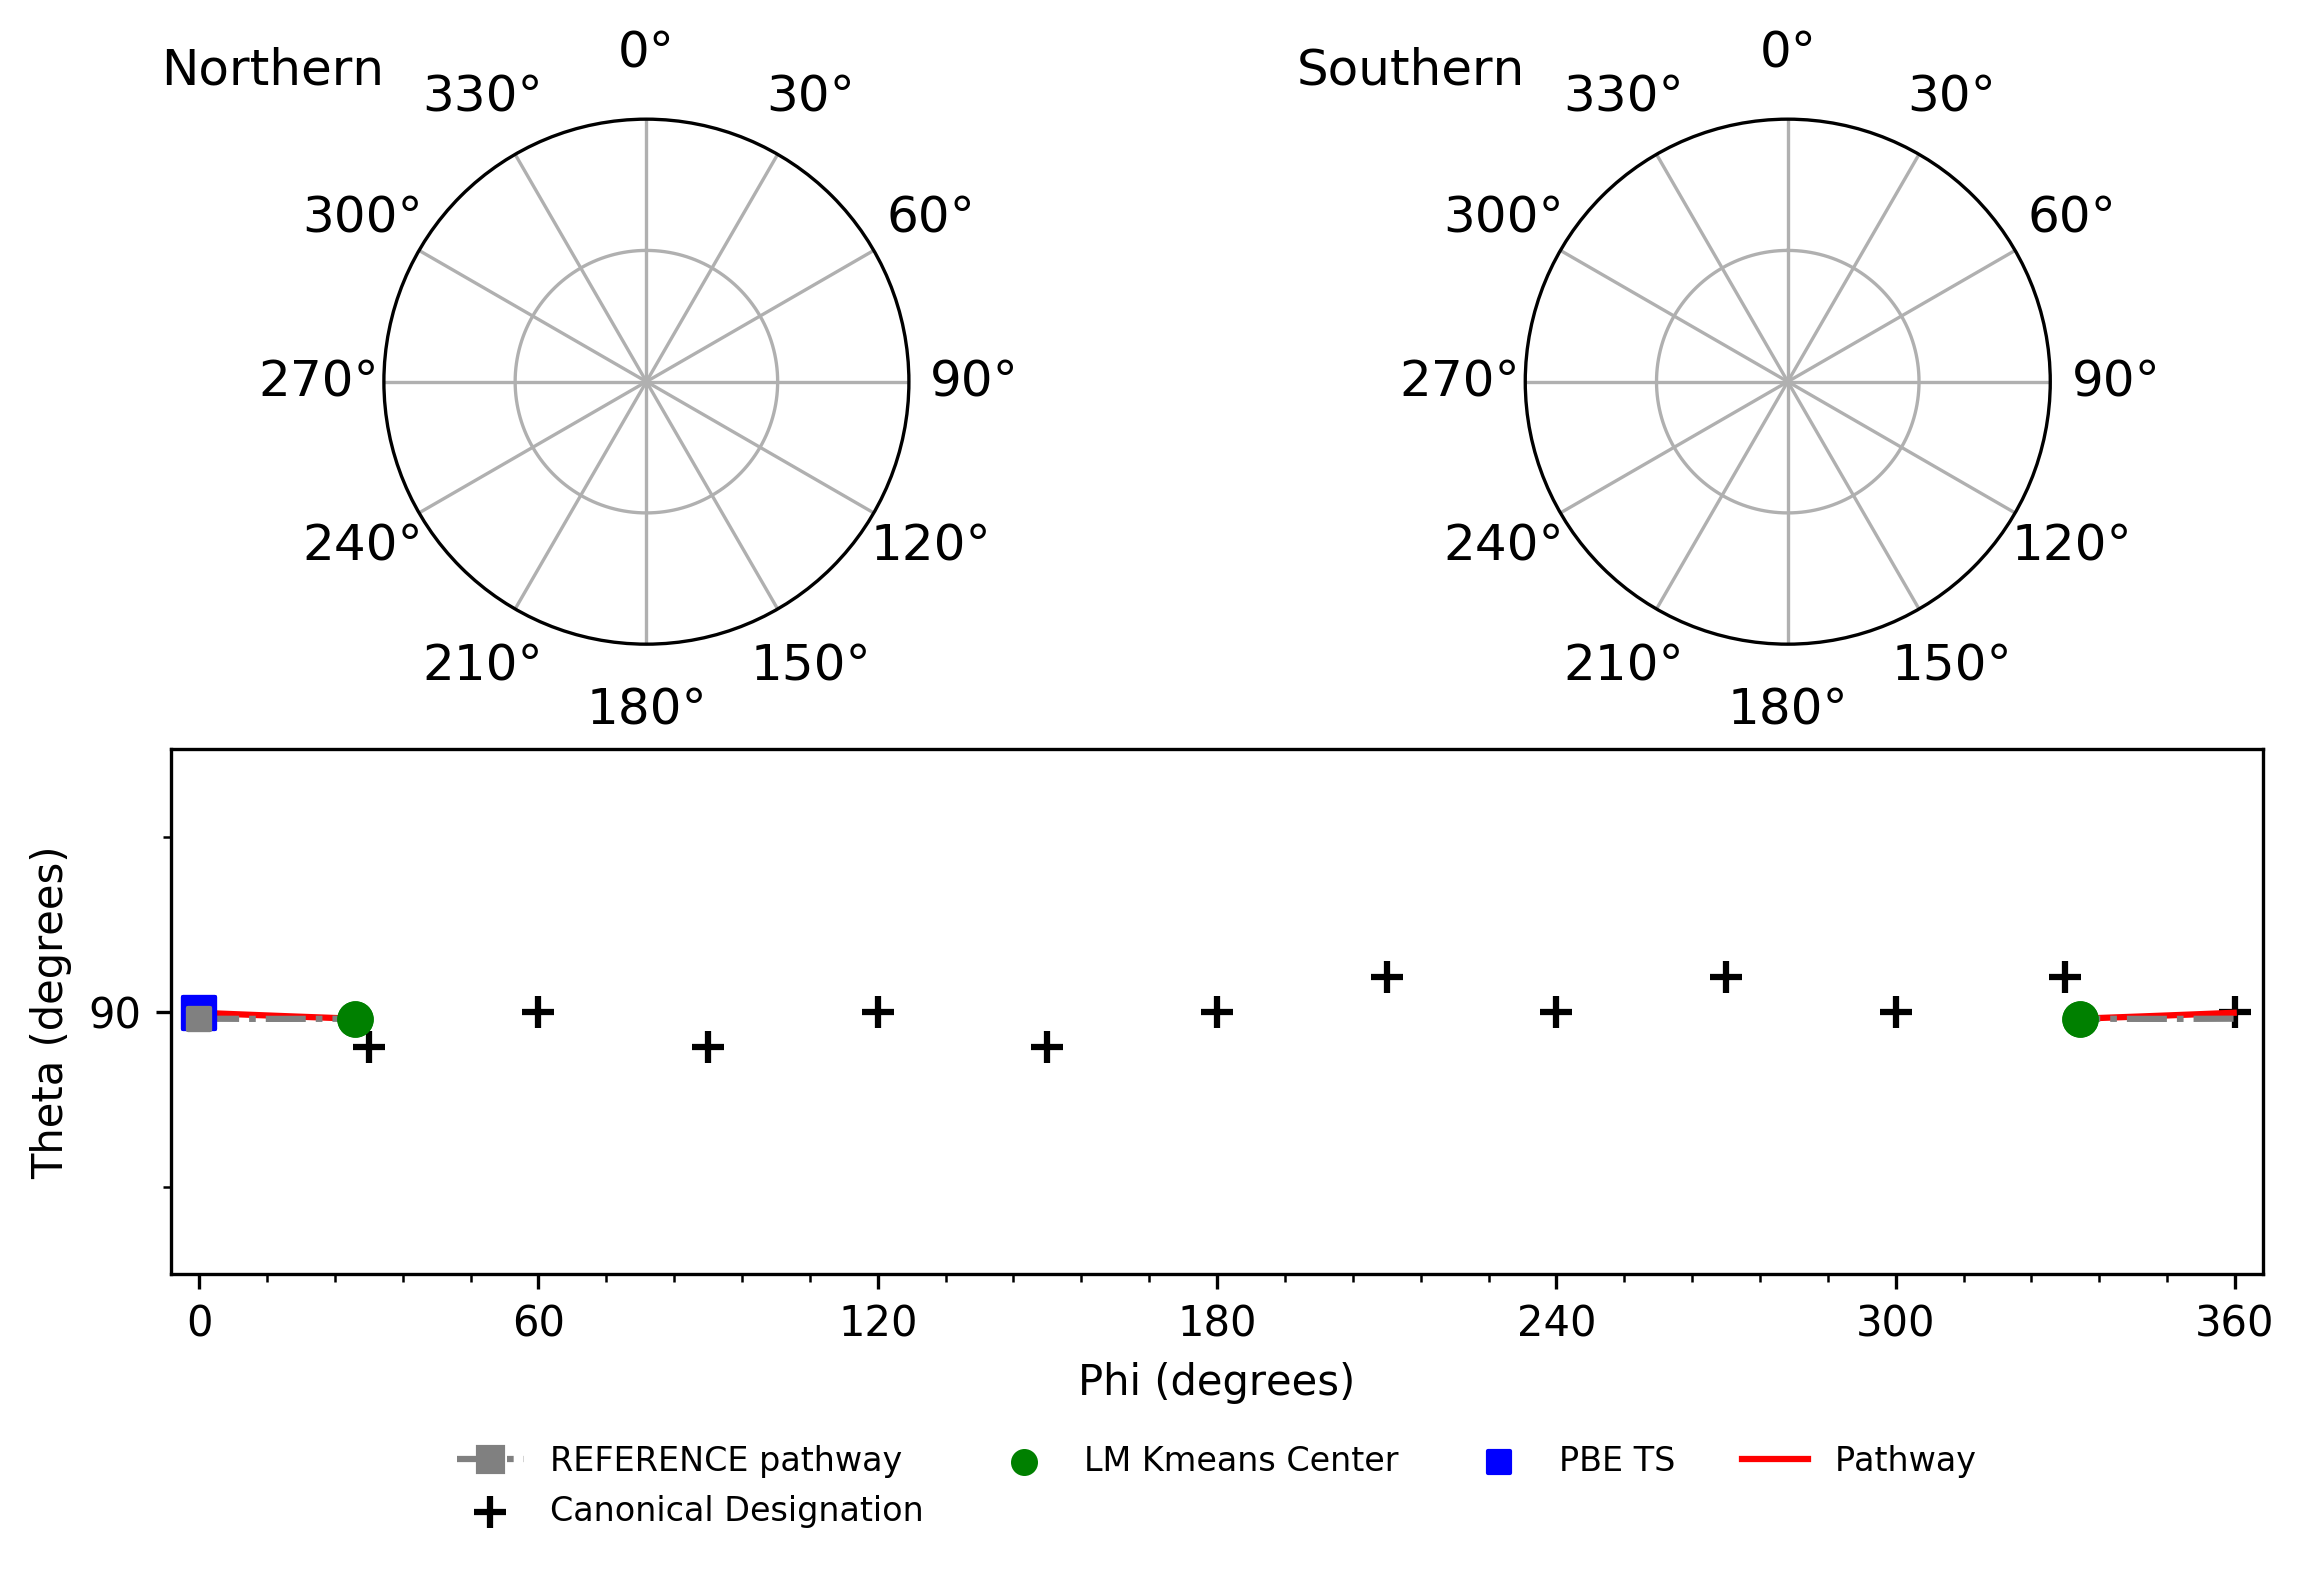 Northern
0°
330°
30°
300°
60°
270°
90°
240°
120°
210°
150°
180°
Southern
0°
330°
30°
300°
60°
270°
90°
240°
120°
210°
150°
180°
Theta (degrees)
90
0 60 120 180 240 300 360
Phi (degrees)
REFERENCE pathway
Canonical Designation
LM Kmeans Center
PBE TS
Pathway